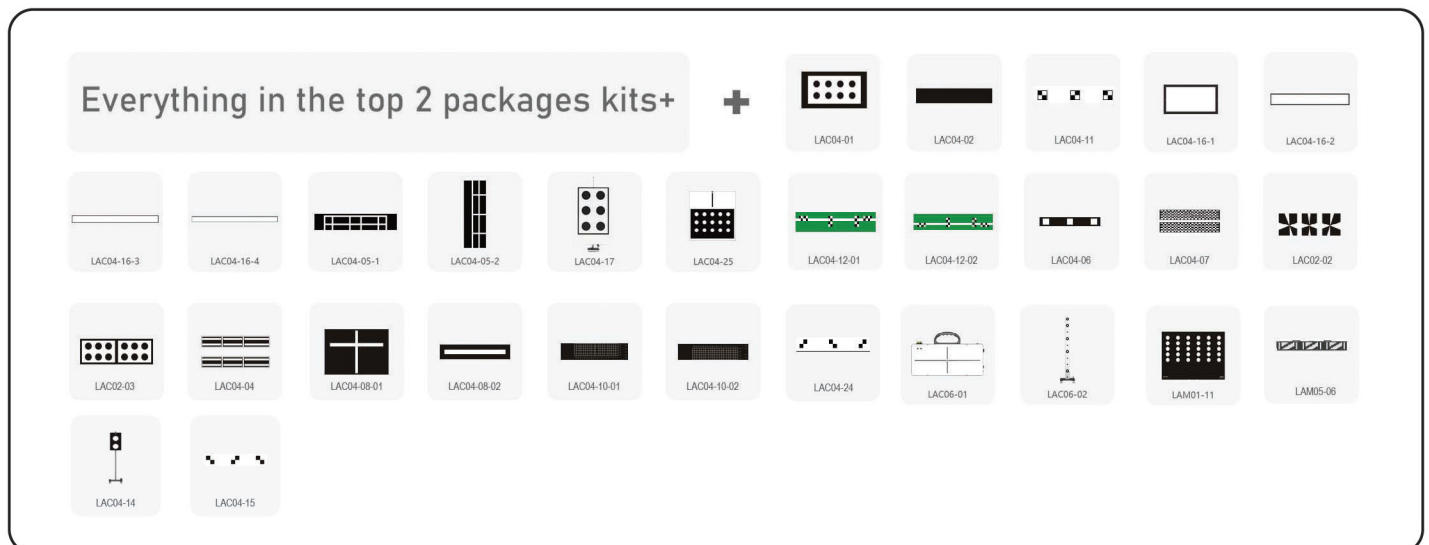 Everything in the top 2 packages kits+
+
LAC04-01
LAC04-02
LAC04-11
LAC04-16-1
LAC04-16-2
LAC04-16-3
LAC04-16-4
LAC04-05-1
LAC04-05-2
LAC04-17
LAC04-25
LAC04-12-01
LAC04-12-02
LAC04-06
LAC04-07
LAC02-02
LAC02-03
LAC04-04
LAC04-08-01
LAC04-08-02
LAC04-10-01
LAC04-10-02
LAC04-24
LAC06-01
LAC06-02
LAM01-11
LAM05-06
LAC04-14
LAC04-15